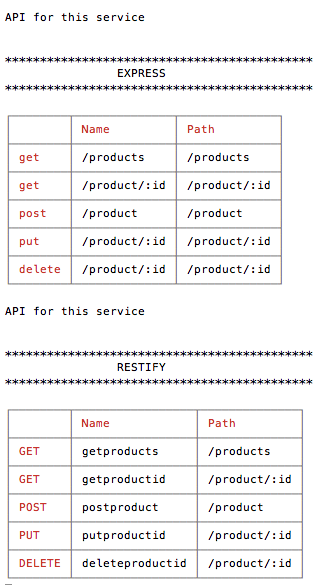 API for this service
********************************************
EXPRESS
********************************************
Name Path
get /products /products
get /product/:id /product/:id
post /product /product
put /product/:id /product/:id
delete /product/:id /product/:id
API for this service
********************************************
RESTIFY
********************************************
Name Path
GET getproducts /products
GET getproductid /product/:id
POST postproduct /product
PUT putproductid /product/:id
DELETE deleteproductid /product/:id